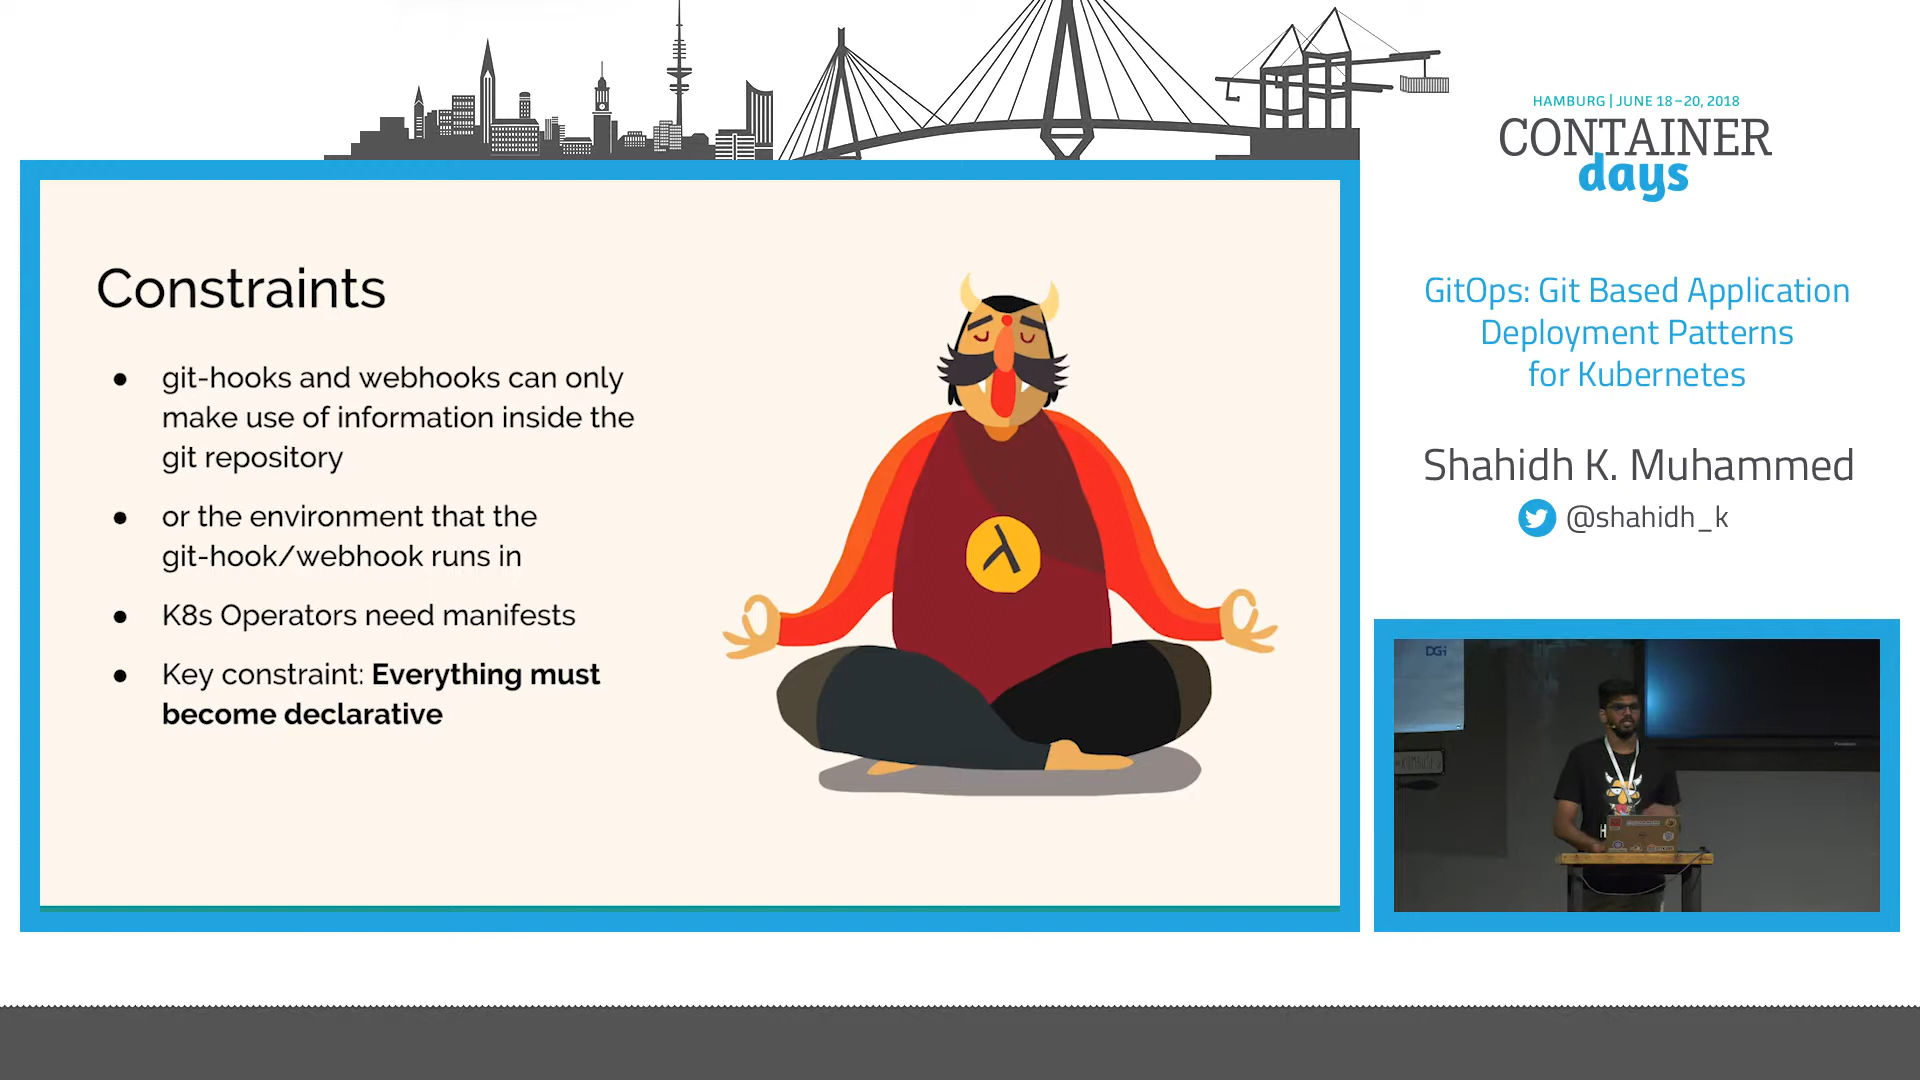 HAMBURG | JUNE 18–20, 2018
CONTAINER
days
Constraints
● git-hooks and webhooks can only
make use of information inside the
git repository
● or the environment that the
git-hook/webhook runs in
● K8s Operators need manifests
● Key constraint: Everything must
become declarative
λ
GitOps: Git Based Application
Deployment Patterns
for Kubernetes
Shahidh K. Muhammed
@shahidh_k